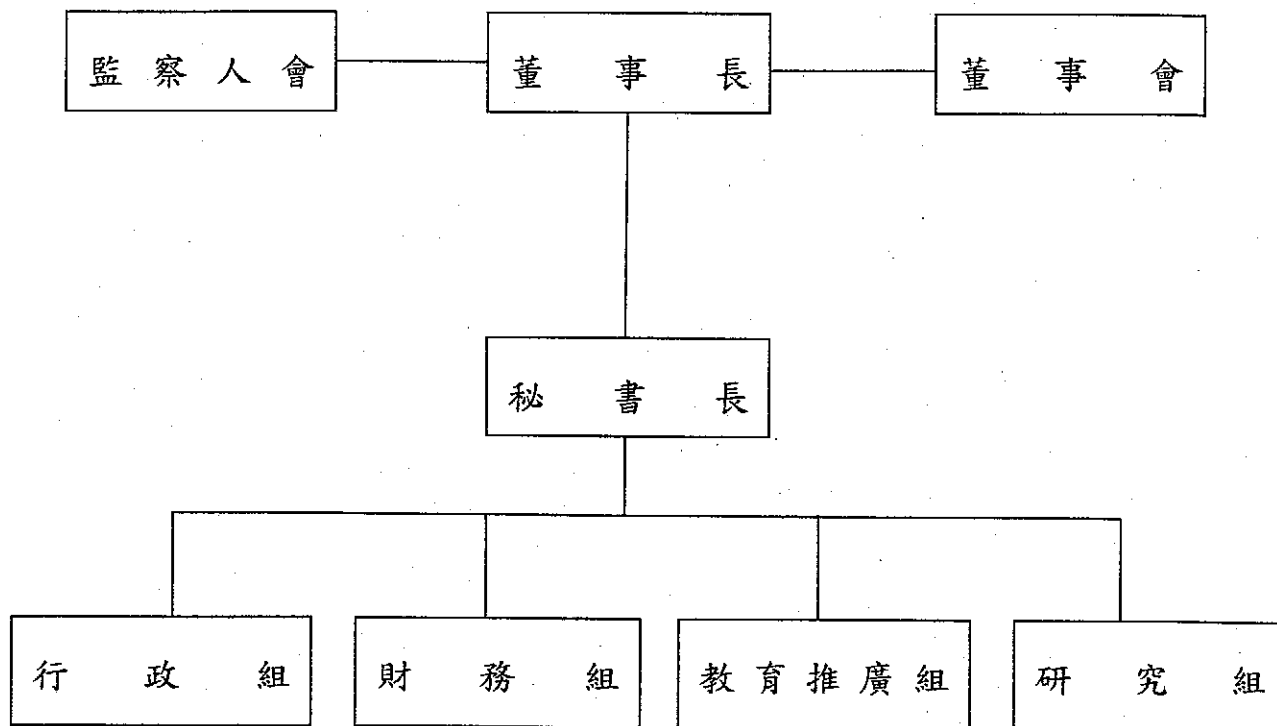 監察人會
董事長
董事會
秘書長
行政組
財務組
教育推廣組
研究組